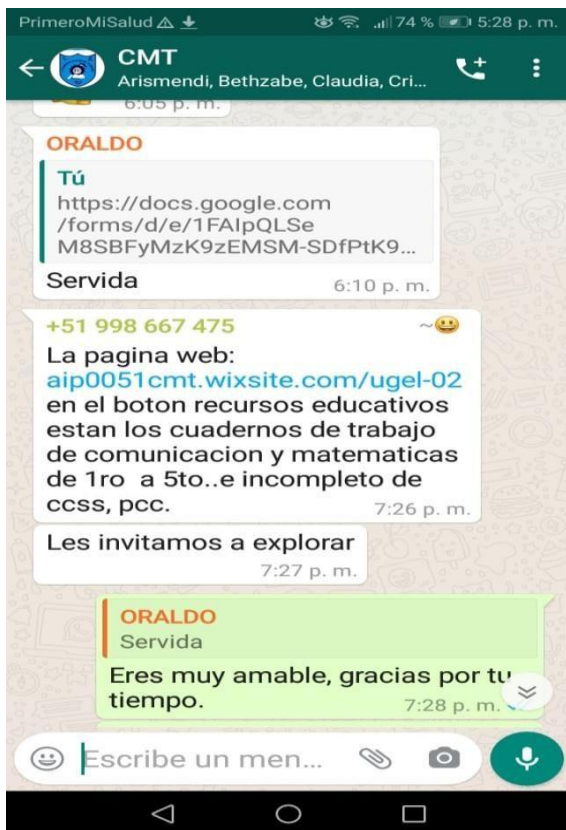 PrimeroMiSalud 74 % 5:28 p. m.
CMT
Arismendi, Bethzabe, Claudia, Cri...
6:05 p. m.
ORALDO
Tú
https://docs.google.com
/forms/d/e/1FAIpQLSe
M8SBFyMzK9zEMSM-SDfPtK9...
Servida 6:10 p. m.
+51 998 667 475 ~😃
La pagina web:
aip0051cmt.wixsite.com/ugel-02
en el boton recursos educativos
estan los cuadernos de trabajo
de comunicacion y matematicas
de 1ro a 5to..e incompleto de
ccss, pcc. 7:26 p. m.
Les invitamos a explorar
7:27 p. m.
ORALDO
Servida
Eres muy amable, gracias por tu
tiempo. 7:28 p. m.
Escribe un men...